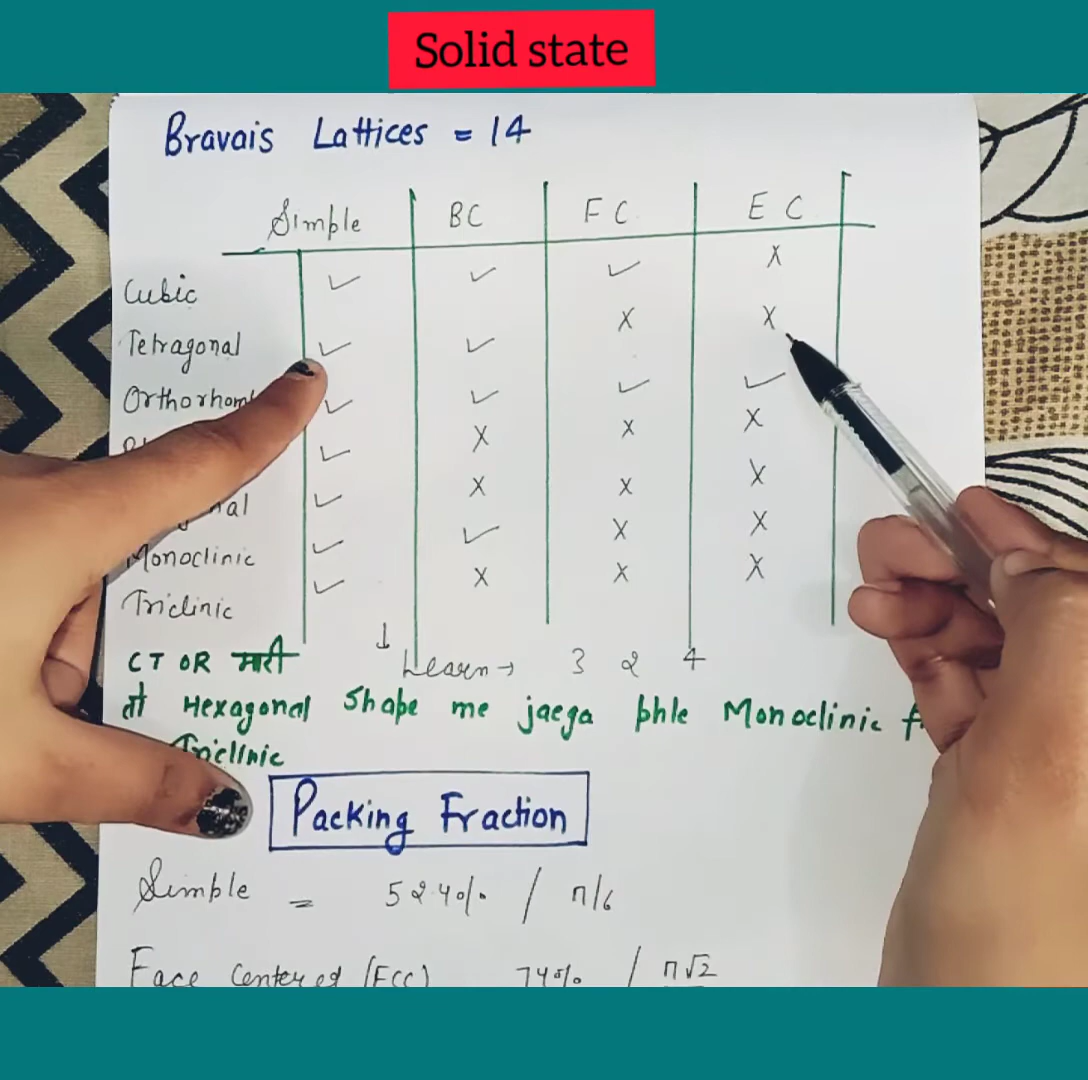 Solid state
Bravais Lattices = 14
Simple BC FC EC
Cubic ✓ ✓ ✓ X
Tetragonal ✓ ✓ X X
Orthorhom ✓ ✓ ✓ ✓
✓ X X X
nal ✓ X X X
Monoclinic ✓ ✓ X X
Triclinic ✓ X X X
CT OR मारी ↓ Learn → 3 2 4
तो Hexagonal Shape me jaega phle Monoclinic f
Triclinic
Packing Fraction
Simple = 52.4% / π/6
Face Centered (FCC) 74% / π√2